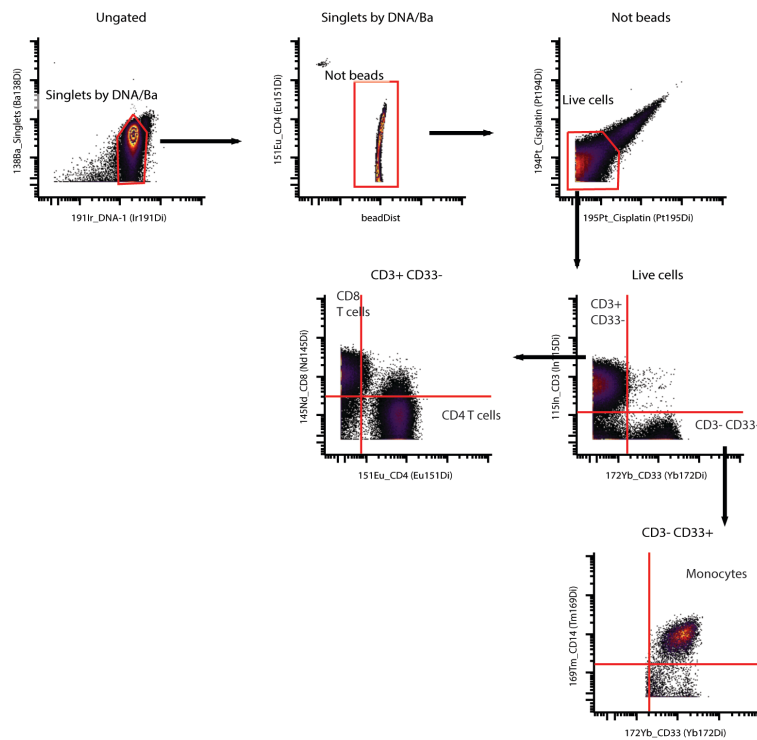 Ungated
Singlets by DNA/Ba
Not beads
138Ba_Singlets (Ba138Di)
Singlets by DNA/Ba
191Ir_DNA-1 (Ir191Di)
151Eu_CD4 (Eu151Di)
Not beads
beadDist
194Pt_Cisplatin (Pt194Di)
Live cells
195Pt_Cisplatin (Pt195Di)
CD3+ CD33-
Live cells
145Nd_CD8 (Nd145Di)
CD8
T cells
CD4 T cells
151Eu_CD4 (Eu151Di)
115In_CD3 (In115Di)
CD3+
CD33-
CD3- CD33+
172Yb_CD33 (Yb172Di)
CD3- CD33+
169Tm_CD14 (Tm169Di)
Monocytes
172Yb_CD33 (Yb172Di)